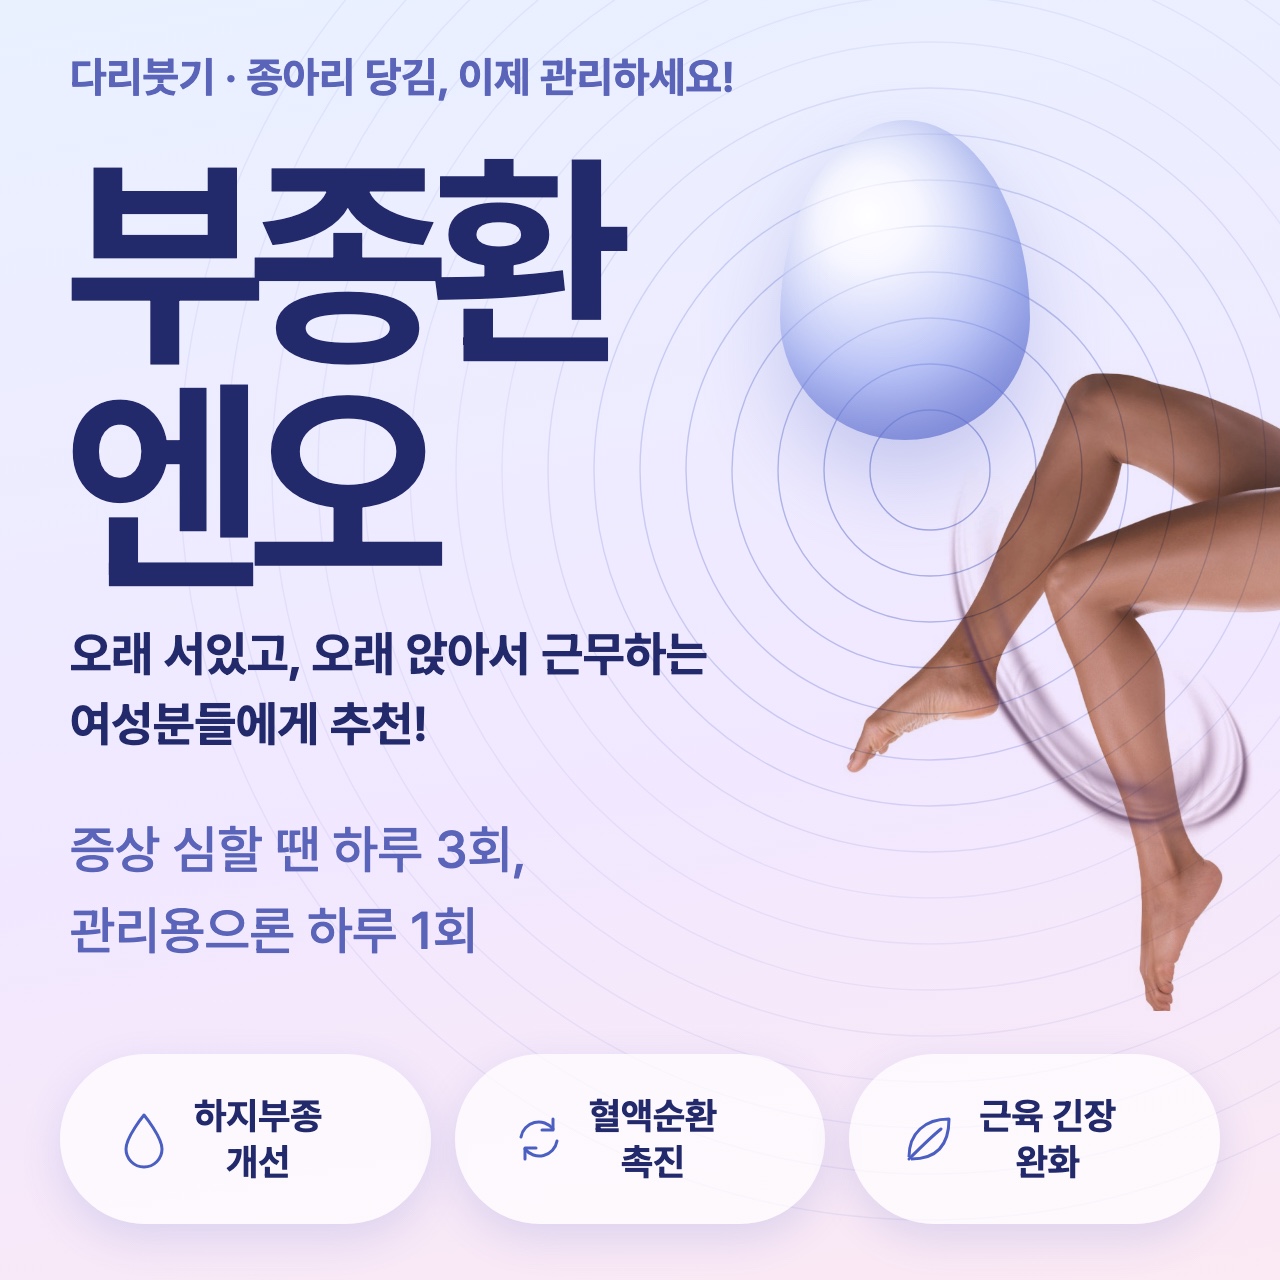 다리붓기 · 종아리 당김, 이제 관리하세요!
부종환
엔오
오래 서있고, 오래 앉아서 근무하는
여성분들에게 추천!
증상 심할 땐 하루 3회,
관리용으론 하루 1회
하지부종
개선
혈액순환
촉진
근육 긴장
완화